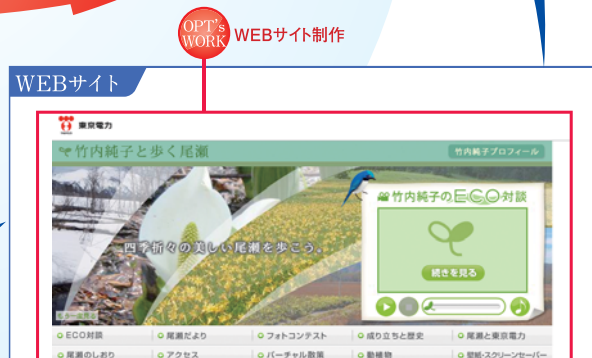 OPT's
WORK
WEBサイト制作
WEBサイト
東京電力
竹内純子と歩く尾瀬
竹内純子プロフィール
竹内純子のECO対談
四季折々の美しい尾瀬を歩こう。
続きを見る
もう一度見る
ECO対談
尾瀬だより
フォトコンテスト
成り立ちと歴史
尾瀬と東京電力
尾瀬のしおり
アクセス
バーチャル散策
動植物
壁紙・スクリーンセーバー